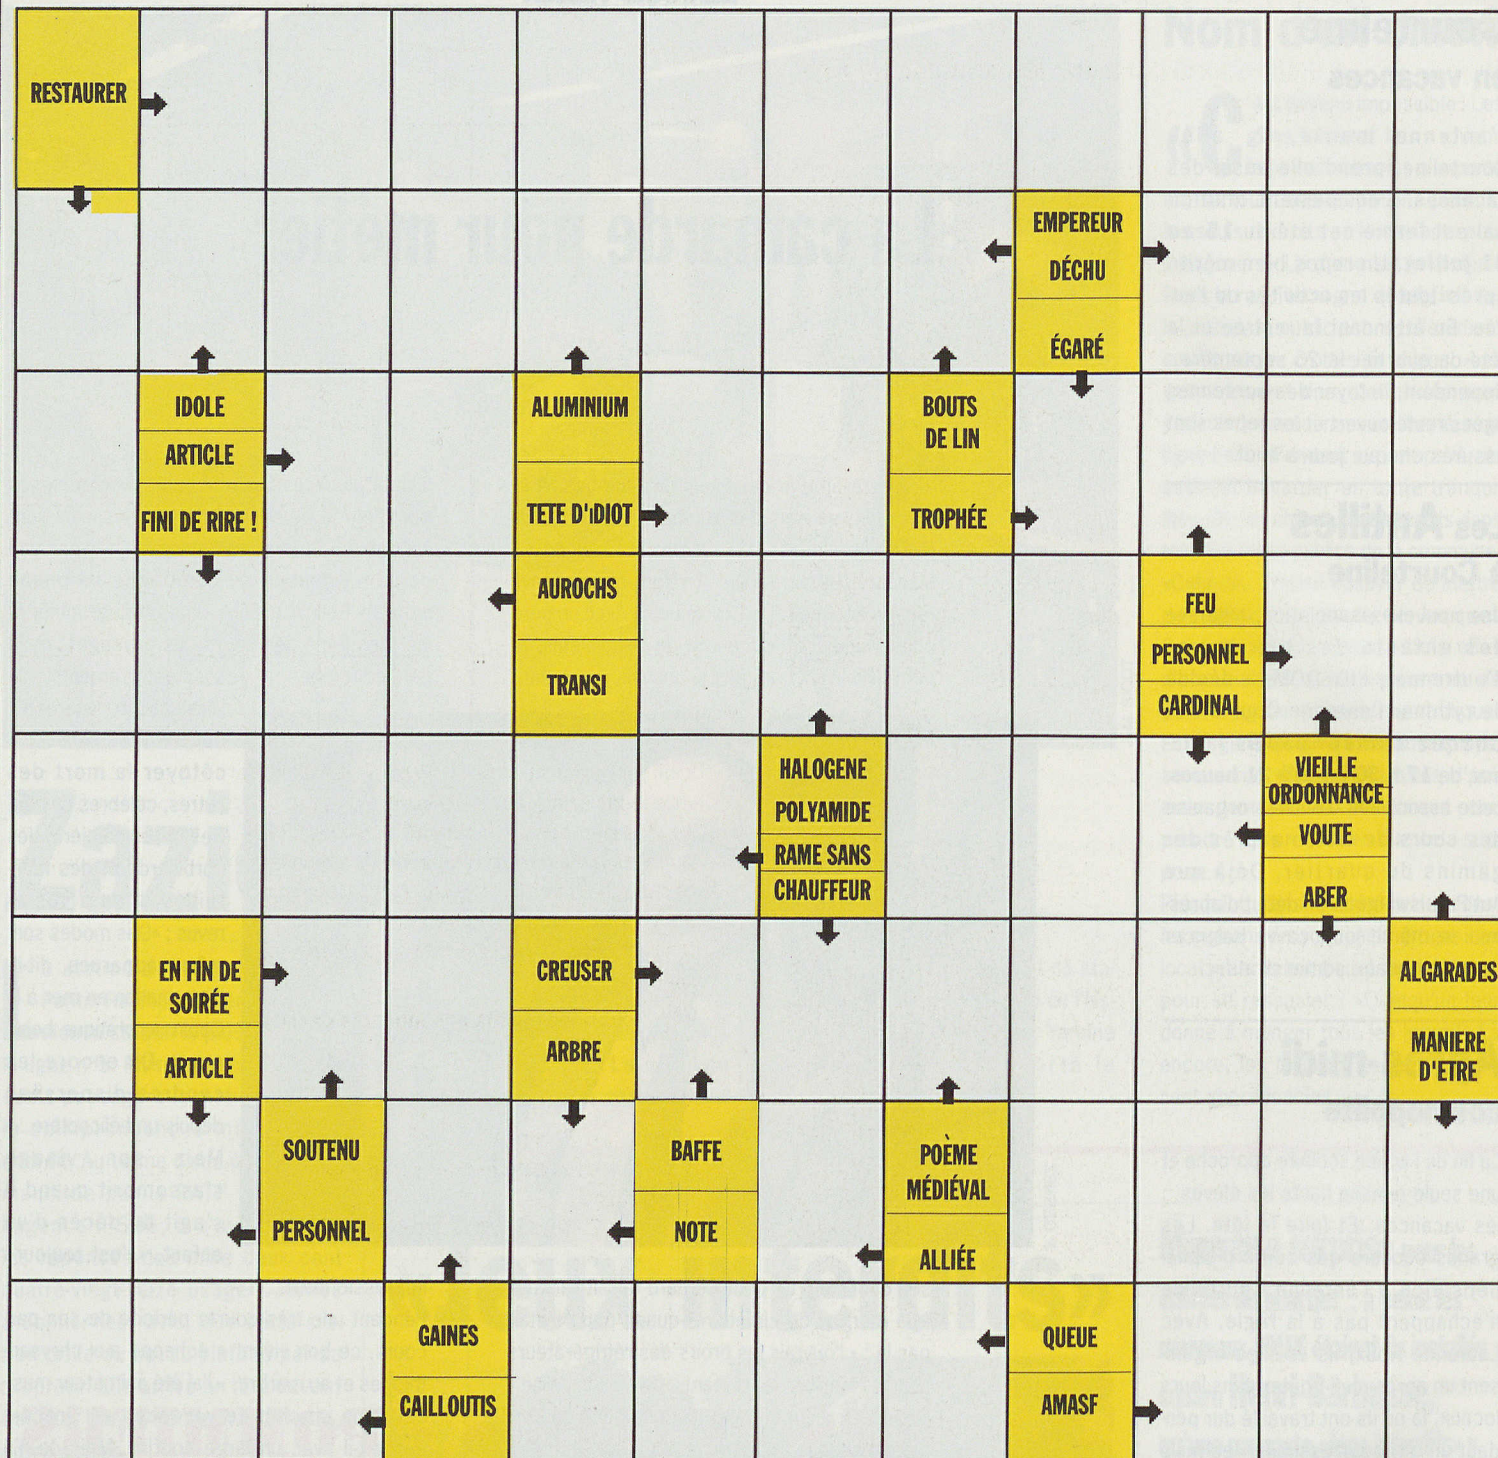 RESTAURER
EMPEREUR
DÉCHU
ÉGARÉ
IDOLE
ARTICLE
FINI DE RIRE !
ALUMINIUM
TETE D'IDIOT
BOUTS
DE LIN
TROPHÉE
AUROCHS
TRANSI
FEU
PERSONNEL
CARDINAL
HALOGENE
POLYAMIDE
RAME SANS
CHAUFFEUR
VIEILLE
ORDONNANCE
VOUTE
ABER
EN FIN DE
SOIRÉE
ARTICLE
CREUSER
ARBRE
ALGARADES
MANIERE
D'ETRE
SOUTENU
PERSONNEL
BAFFE
NOTE
POÈME
MÉDIÉVAL
ALLIÉE
GAINES
CAILLOUTIS
QUEUE
AMASF